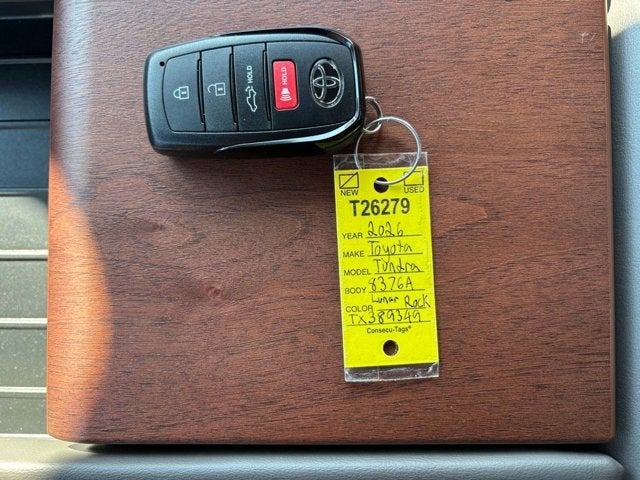 HOLD
HOLD
NEW USED
T26279
YEAR 2026
MAKE Toyota
MODEL Tundra
BODY 8376A
COLOR Lunar Rock
TX389349
Consecu-Tags®